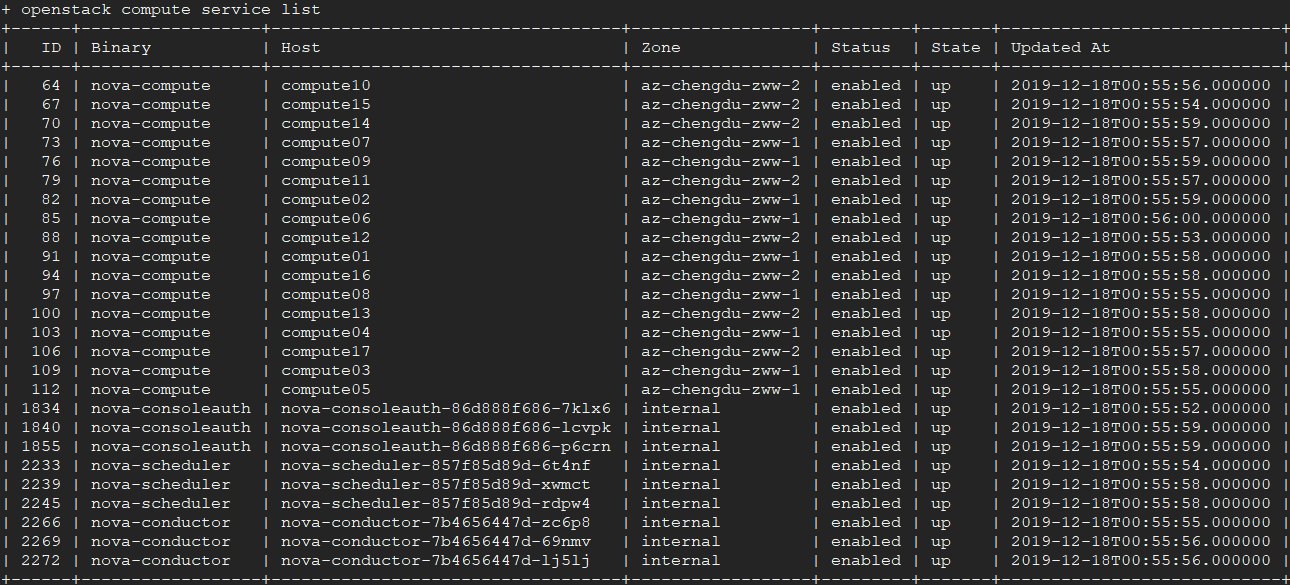 + openstack compute service list
+------+------------------+-----------------------------------+------------------+---------+-------+----------------------------+
|   ID | Binary           | Host                              | Zone             | Status  | State | Updated At                 |
+------+------------------+-----------------------------------+------------------+---------+-------+----------------------------+
|   64 | nova-compute     | compute10                         | az-chengdu-zww-2 | enabled | up    | 2019-12-18T00:55:56.000000 |
|   67 | nova-compute     | compute15                         | az-chengdu-zww-2 | enabled | up    | 2019-12-18T00:55:54.000000 |
|   70 | nova-compute     | compute14                         | az-chengdu-zww-2 | enabled | up    | 2019-12-18T00:55:59.000000 |
|   73 | nova-compute     | compute07                         | az-chengdu-zww-1 | enabled | up    | 2019-12-18T00:55:57.000000 |
|   76 | nova-compute     | compute09                         | az-chengdu-zww-1 | enabled | up    | 2019-12-18T00:55:59.000000 |
|   79 | nova-compute     | compute11                         | az-chengdu-zww-2 | enabled | up    | 2019-12-18T00:55:57.000000 |
|   82 | nova-compute     | compute02                         | az-chengdu-zww-1 | enabled | up    | 2019-12-18T00:55:59.000000 |
|   85 | nova-compute     | compute06                         | az-chengdu-zww-1 | enabled | up    | 2019-12-18T00:56:00.000000 |
|   88 | nova-compute     | compute12                         | az-chengdu-zww-2 | enabled | up    | 2019-12-18T00:55:53.000000 |
|   91 | nova-compute     | compute01                         | az-chengdu-zww-1 | enabled | up    | 2019-12-18T00:55:58.000000 |
|   94 | nova-compute     | compute16                         | az-chengdu-zww-2 | enabled | up    | 2019-12-18T00:55:58.000000 |
|   97 | nova-compute     | compute08                         | az-chengdu-zww-1 | enabled | up    | 2019-12-18T00:55:55.000000 |
|  100 | nova-compute     | compute13                         | az-chengdu-zww-2 | enabled | up    | 2019-12-18T00:55:58.000000 |
|  103 | nova-compute     | compute04                         | az-chengdu-zww-1 | enabled | up    | 2019-12-18T00:55:55.000000 |
|  106 | nova-compute     | compute17                         | az-chengdu-zww-2 | enabled | up    | 2019-12-18T00:55:57.000000 |
|  109 | nova-compute     | compute03                         | az-chengdu-zww-1 | enabled | up    | 2019-12-18T00:55:58.000000 |
|  112 | nova-compute     | compute05                         | az-chengdu-zww-1 | enabled | up    | 2019-12-18T00:55:55.000000 |
| 1834 | nova-consoleauth | nova-consoleauth-86d888f686-7klx6 | internal         | enabled | up    | 2019-12-18T00:55:52.000000 |
| 1840 | nova-consoleauth | nova-consoleauth-86d888f686-lcvpk | internal         | enabled | up    | 2019-12-18T00:55:59.000000 |
| 1855 | nova-consoleauth | nova-consoleauth-86d888f686-p6crn | internal         | enabled | up    | 2019-12-18T00:55:59.000000 |
| 2233 | nova-scheduler   | nova-scheduler-857f85d89d-6t4nf   | internal         | enabled | up    | 2019-12-18T00:55:54.000000 |
| 2239 | nova-scheduler   | nova-scheduler-857f85d89d-xwmct   | internal         | enabled | up    | 2019-12-18T00:55:58.000000 |
| 2245 | nova-scheduler   | nova-scheduler-857f85d89d-rdpw4   | internal         | enabled | up    | 2019-12-18T00:55:58.000000 |
| 2266 | nova-conductor   | nova-conductor-7b4656447d-zc6p8   | internal         | enabled | up    | 2019-12-18T00:55:55.000000 |
| 2269 | nova-conductor   | nova-conductor-7b4656447d-69nmv   | internal         | enabled | up    | 2019-12-18T00:55:56.000000 |
| 2272 | nova-conductor   | nova-conductor-7b4656447d-lj5lj   | internal         | enabled | up    | 2019-12-18T00:55:56.000000 |
+------+------------------+-----------------------------------+------------------+---------+-------+----------------------------+